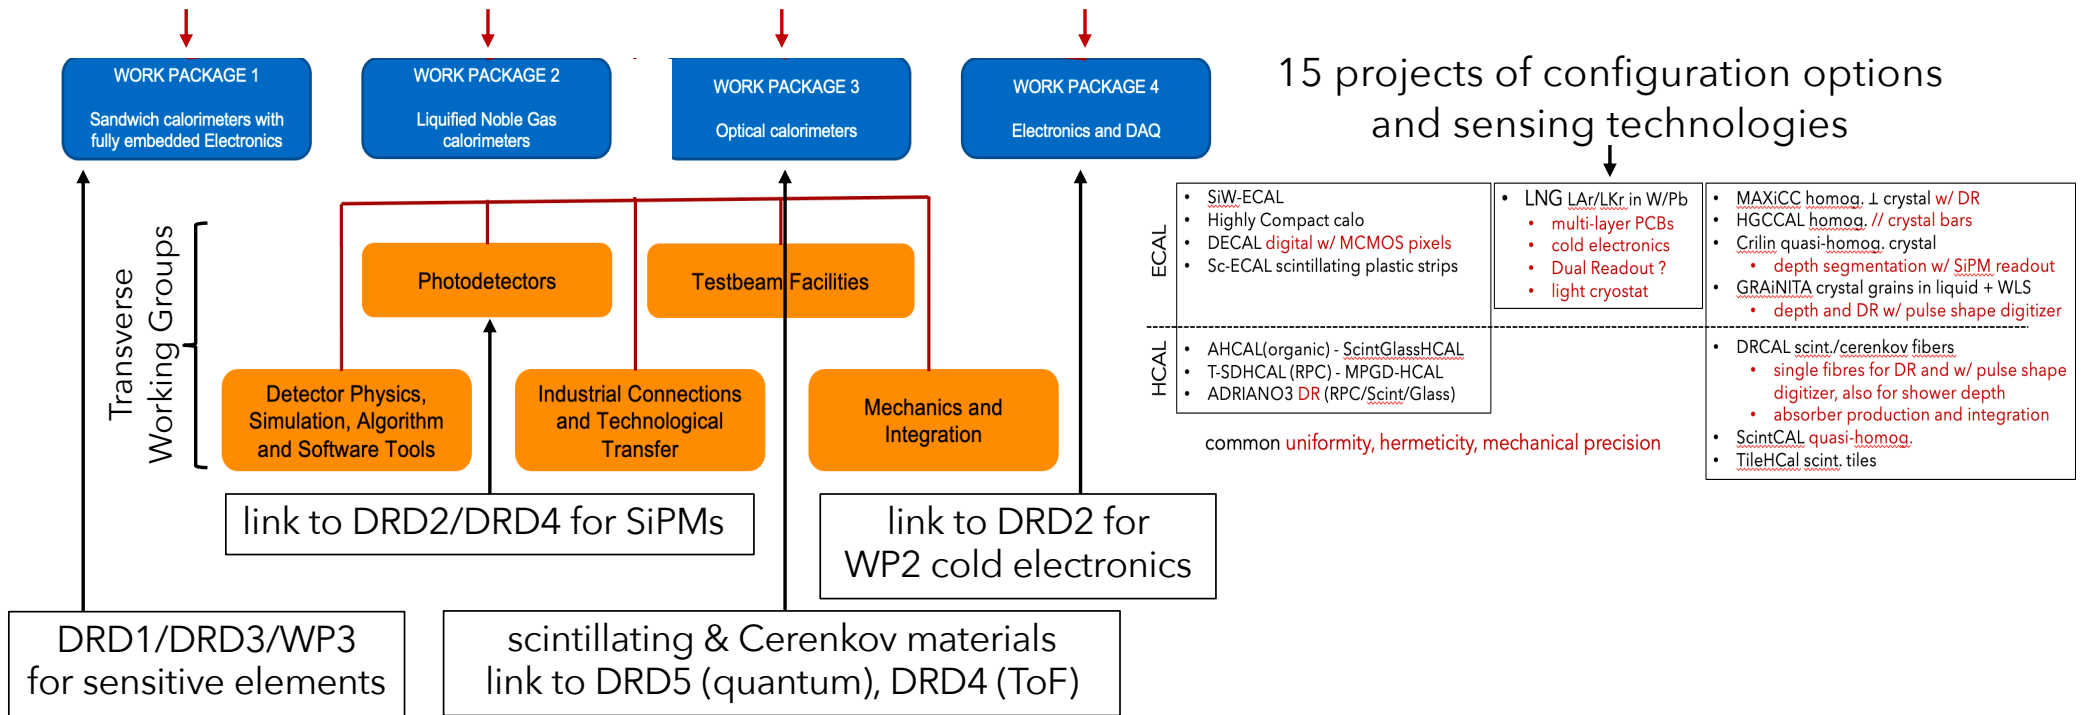 WORK PACKAGE 1
Sandwich calorimeters with
fully embedded Electronics
WORK PACKAGE 2
Liquified Noble Gas
calorimeters
WORK PACKAGE 3
Optical calorimeters
WORK PACKAGE 4
Electronics and DAQ
Transverse
Working Groups
Photodetectors
Testbeam Facilities
Detector Physics,
Simulation, Algorithm
and Software Tools
Industrial Connections
and Technological
Transfer
Mechanics and
Integration
link to DRD2/DRD4 for SiPMs
link to DRD2 for
WP2 cold electronics
DRD1/DRD3/WP3
for sensitive elements
scintillating & Cerenkov materials
link to DRD5 (quantum), DRD4 (ToF)
15 projects of configuration options
and sensing technologies
ECAL
• SiW-ECAL
• Highly Compact calo
• DECAL digital w/ MCMOS pixels
• Sc-ECAL scintillating plastic strips
• LNG LAr/LKr in W/Pb
• multi-layer PCBs
• cold electronics
• Dual Readout ?
• light cryostat
• MAXiCC homog. ⊥ crystal w/ DR
• HGCCAL homog. // crystal bars
• Crilin quasi-homog. crystal
• depth segmentation w/ SiPM readout
• GRAiNITA crystal grains in liquid + WLS
• depth and DR w/ pulse shape digitizer
HCAL
• AHCAL(organic) - ScintGlassHCAL
• T-SDHCAL (RPC) - MPGD-HCAL
• ADRIANO3 DR (RPC/Scint/Glass)
• DRCAL scint./cerenkov fibers
• single fibres for DR and w/ pulse shape
digitizer, also for shower depth
• absorber production and integration
• ScintCAL quasi-homog.
• TileHCal scint. tiles
common uniformity, hermeticity, mechanical precision